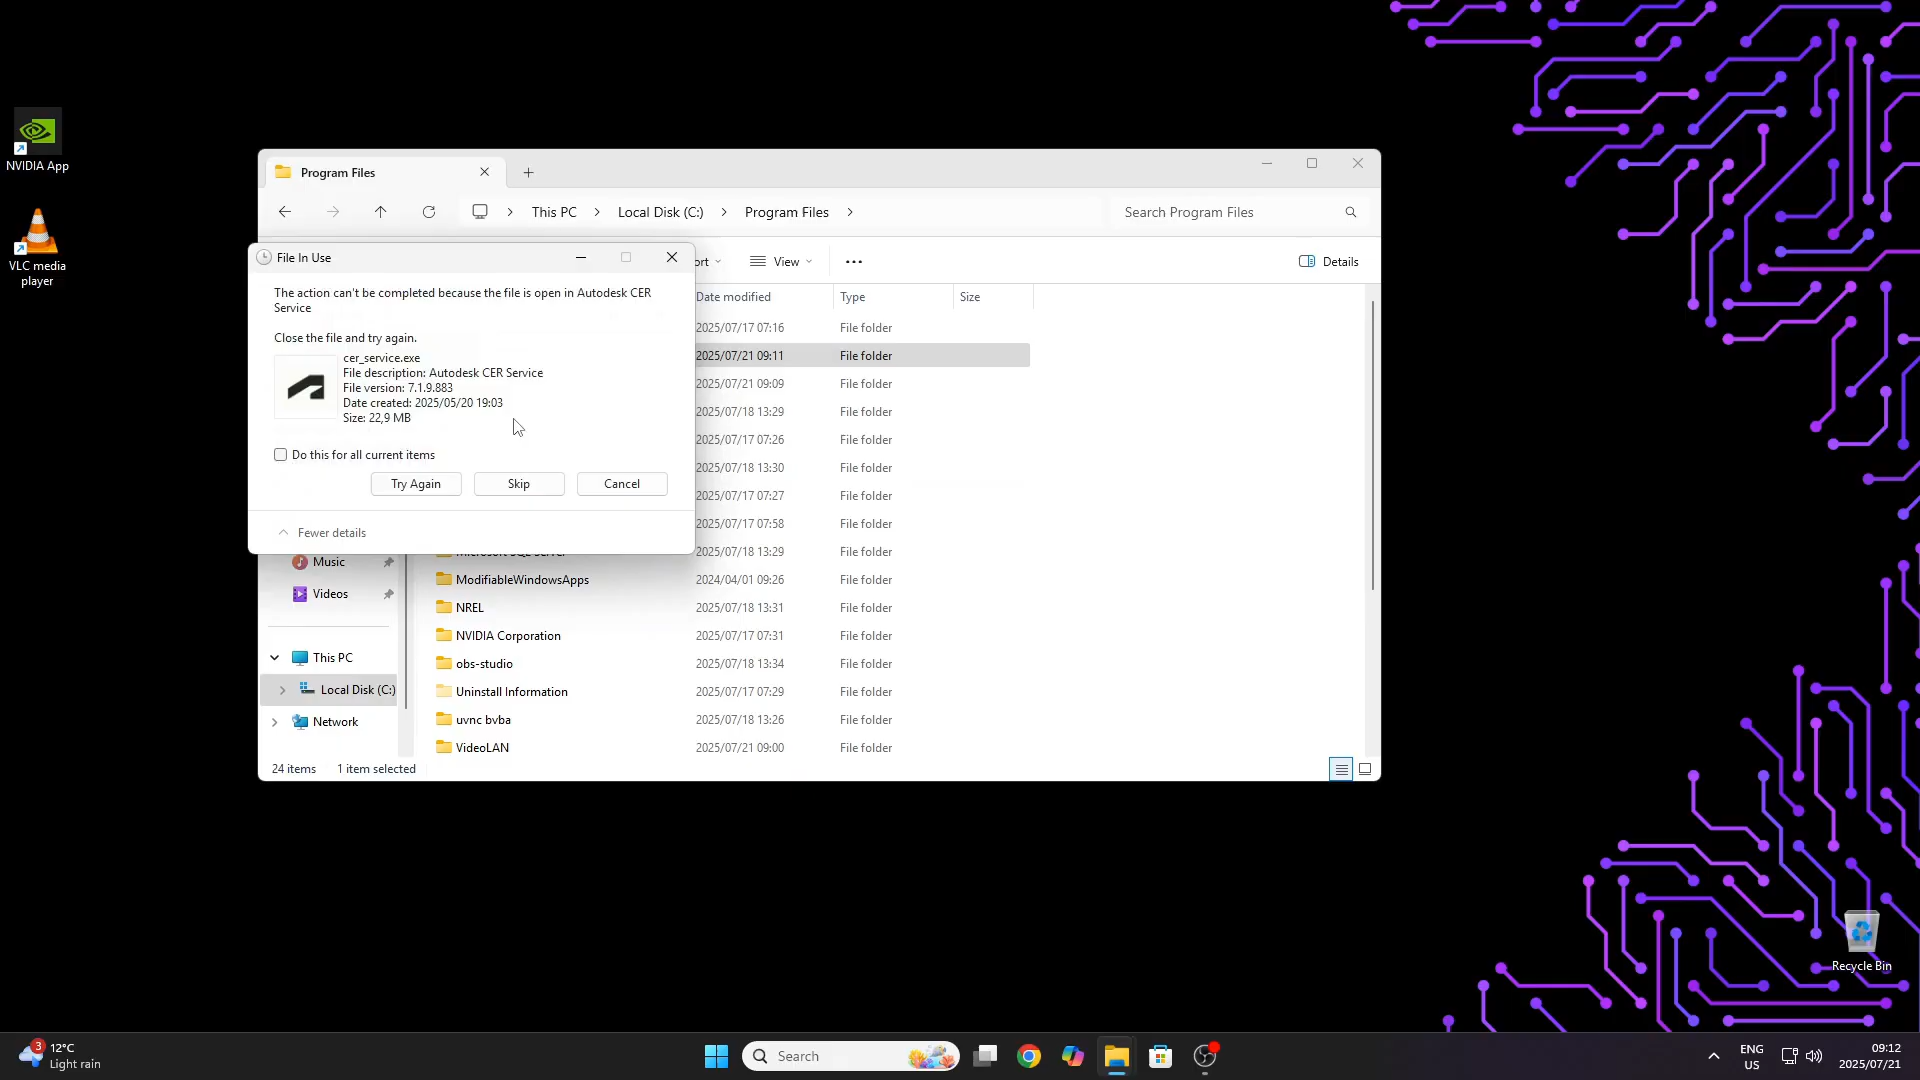 NVIDIA App
VLC media
player
Program Files
This PC
Local Disk (C:)
Program Files
Search Program Files
View
Details
File In Use
The action can't be completed because the file is open in Autodesk CER
Service
Close the file and try again.
cer_service.exe
File description: Autodesk CER Service
File version: 7.1.9.883
Date created: 2025/05/20 19:03
Size: 22,9 MB
Do this for all current items
Try Again
Skip
Cancel
Fewer details
Date modified
Type
Size
2025/07/17 07:16 File folder
2025/07/21 09:11 File folder
2025/07/21 09:09 File folder
2025/07/18 13:29 File folder
2025/07/17 07:26 File folder
2025/07/18 13:30 File folder
2025/07/17 07:27 File folder
2025/07/17 07:58 File folder
2025/07/18 13:29 File folder
ModifiableWindowsApps 2024/04/01 09:26 File folder
NREL 2025/07/18 13:31 File folder
NVIDIA Corporation 2025/07/17 07:31 File folder
obs-studio 2025/07/18 13:34 File folder
Uninstall Information 2025/07/17 07:29 File folder
uvnc bvba 2025/07/18 13:26 File folder
VideoLAN 2025/07/21 09:00 File folder
Music
Videos
This PC
Local Disk (C:)
Network
24 items
1 item selected
Recycle Bin
3
12°C
Light rain
Search
ENG
US
09:12
2025/07/21